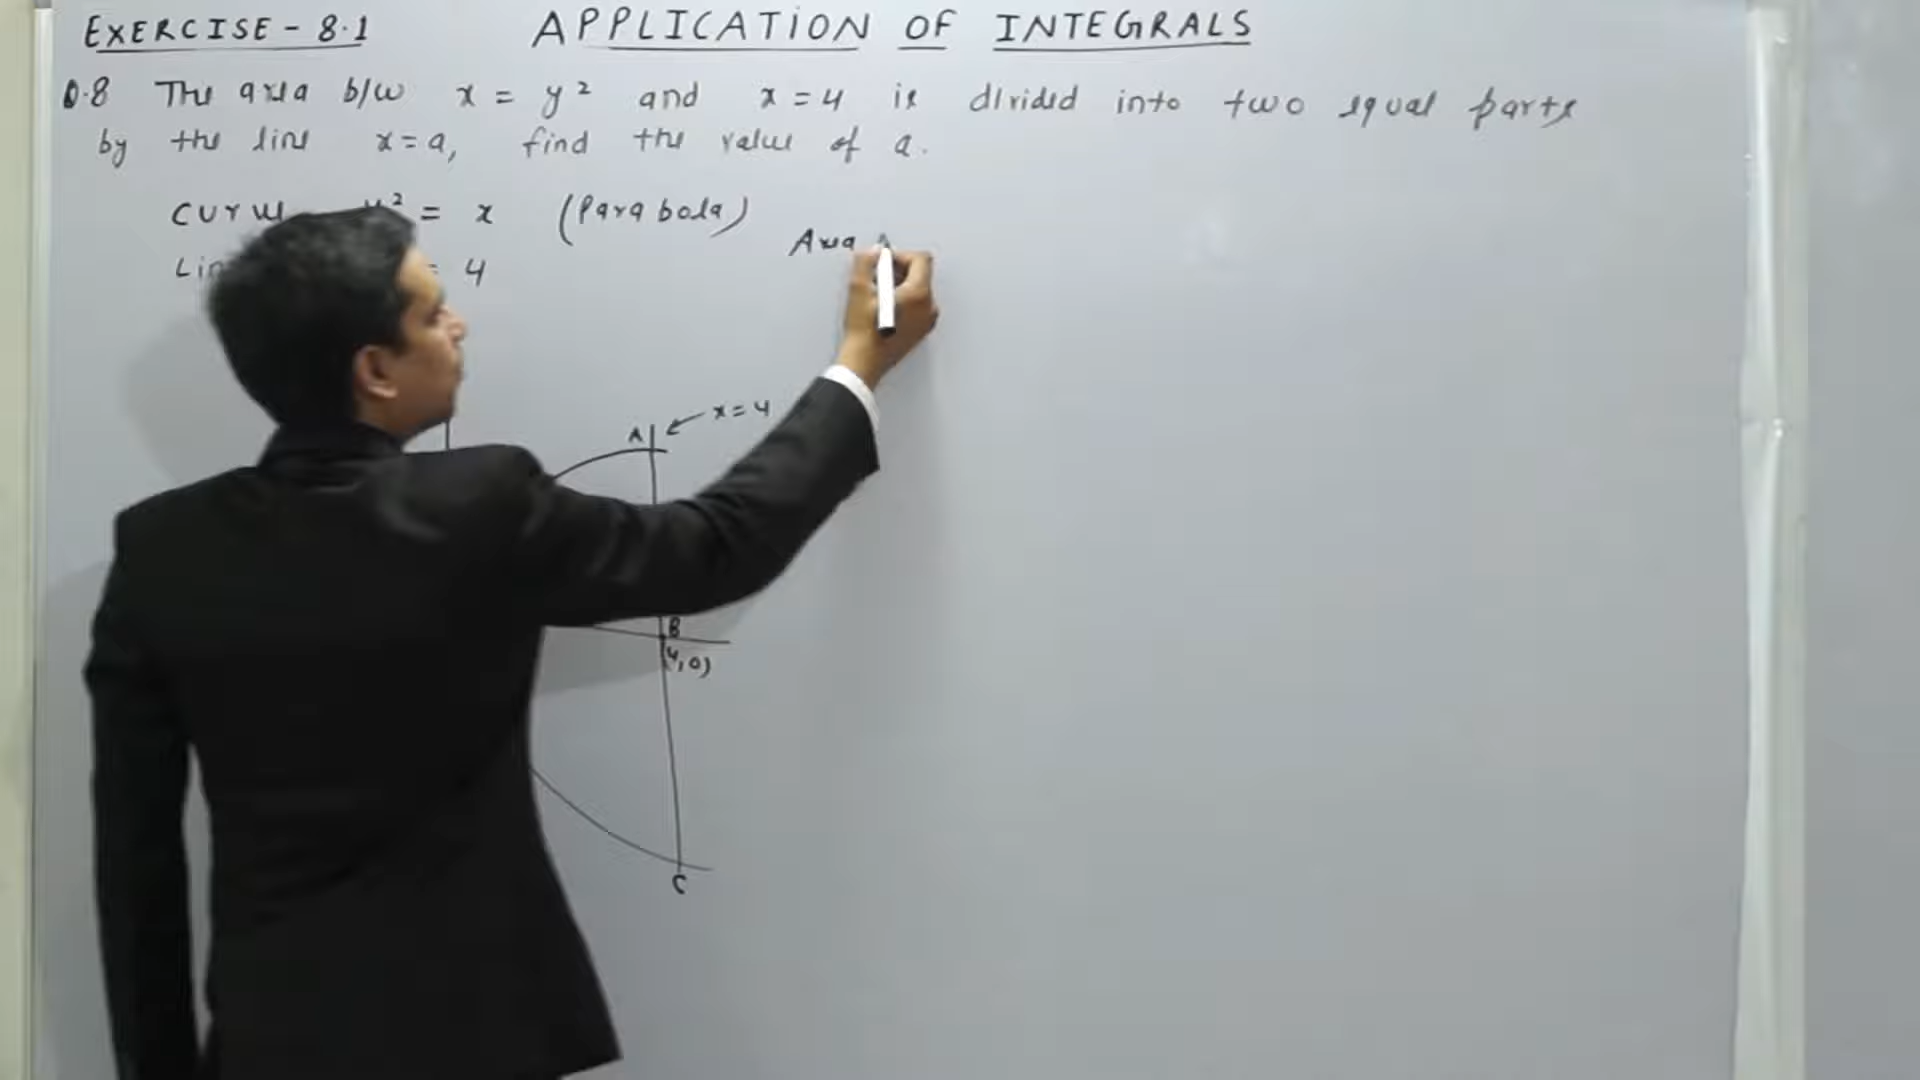 EXERCISE - 8.1 APPLICATION OF INTEGRALS
Q.8 The area b/w x = y² and x = 4 is divided into two equal parts
by the line x = a, find the value of a.
Curve = x (Parabola)
4
Area
x = 4
A
B
(4,0)
C